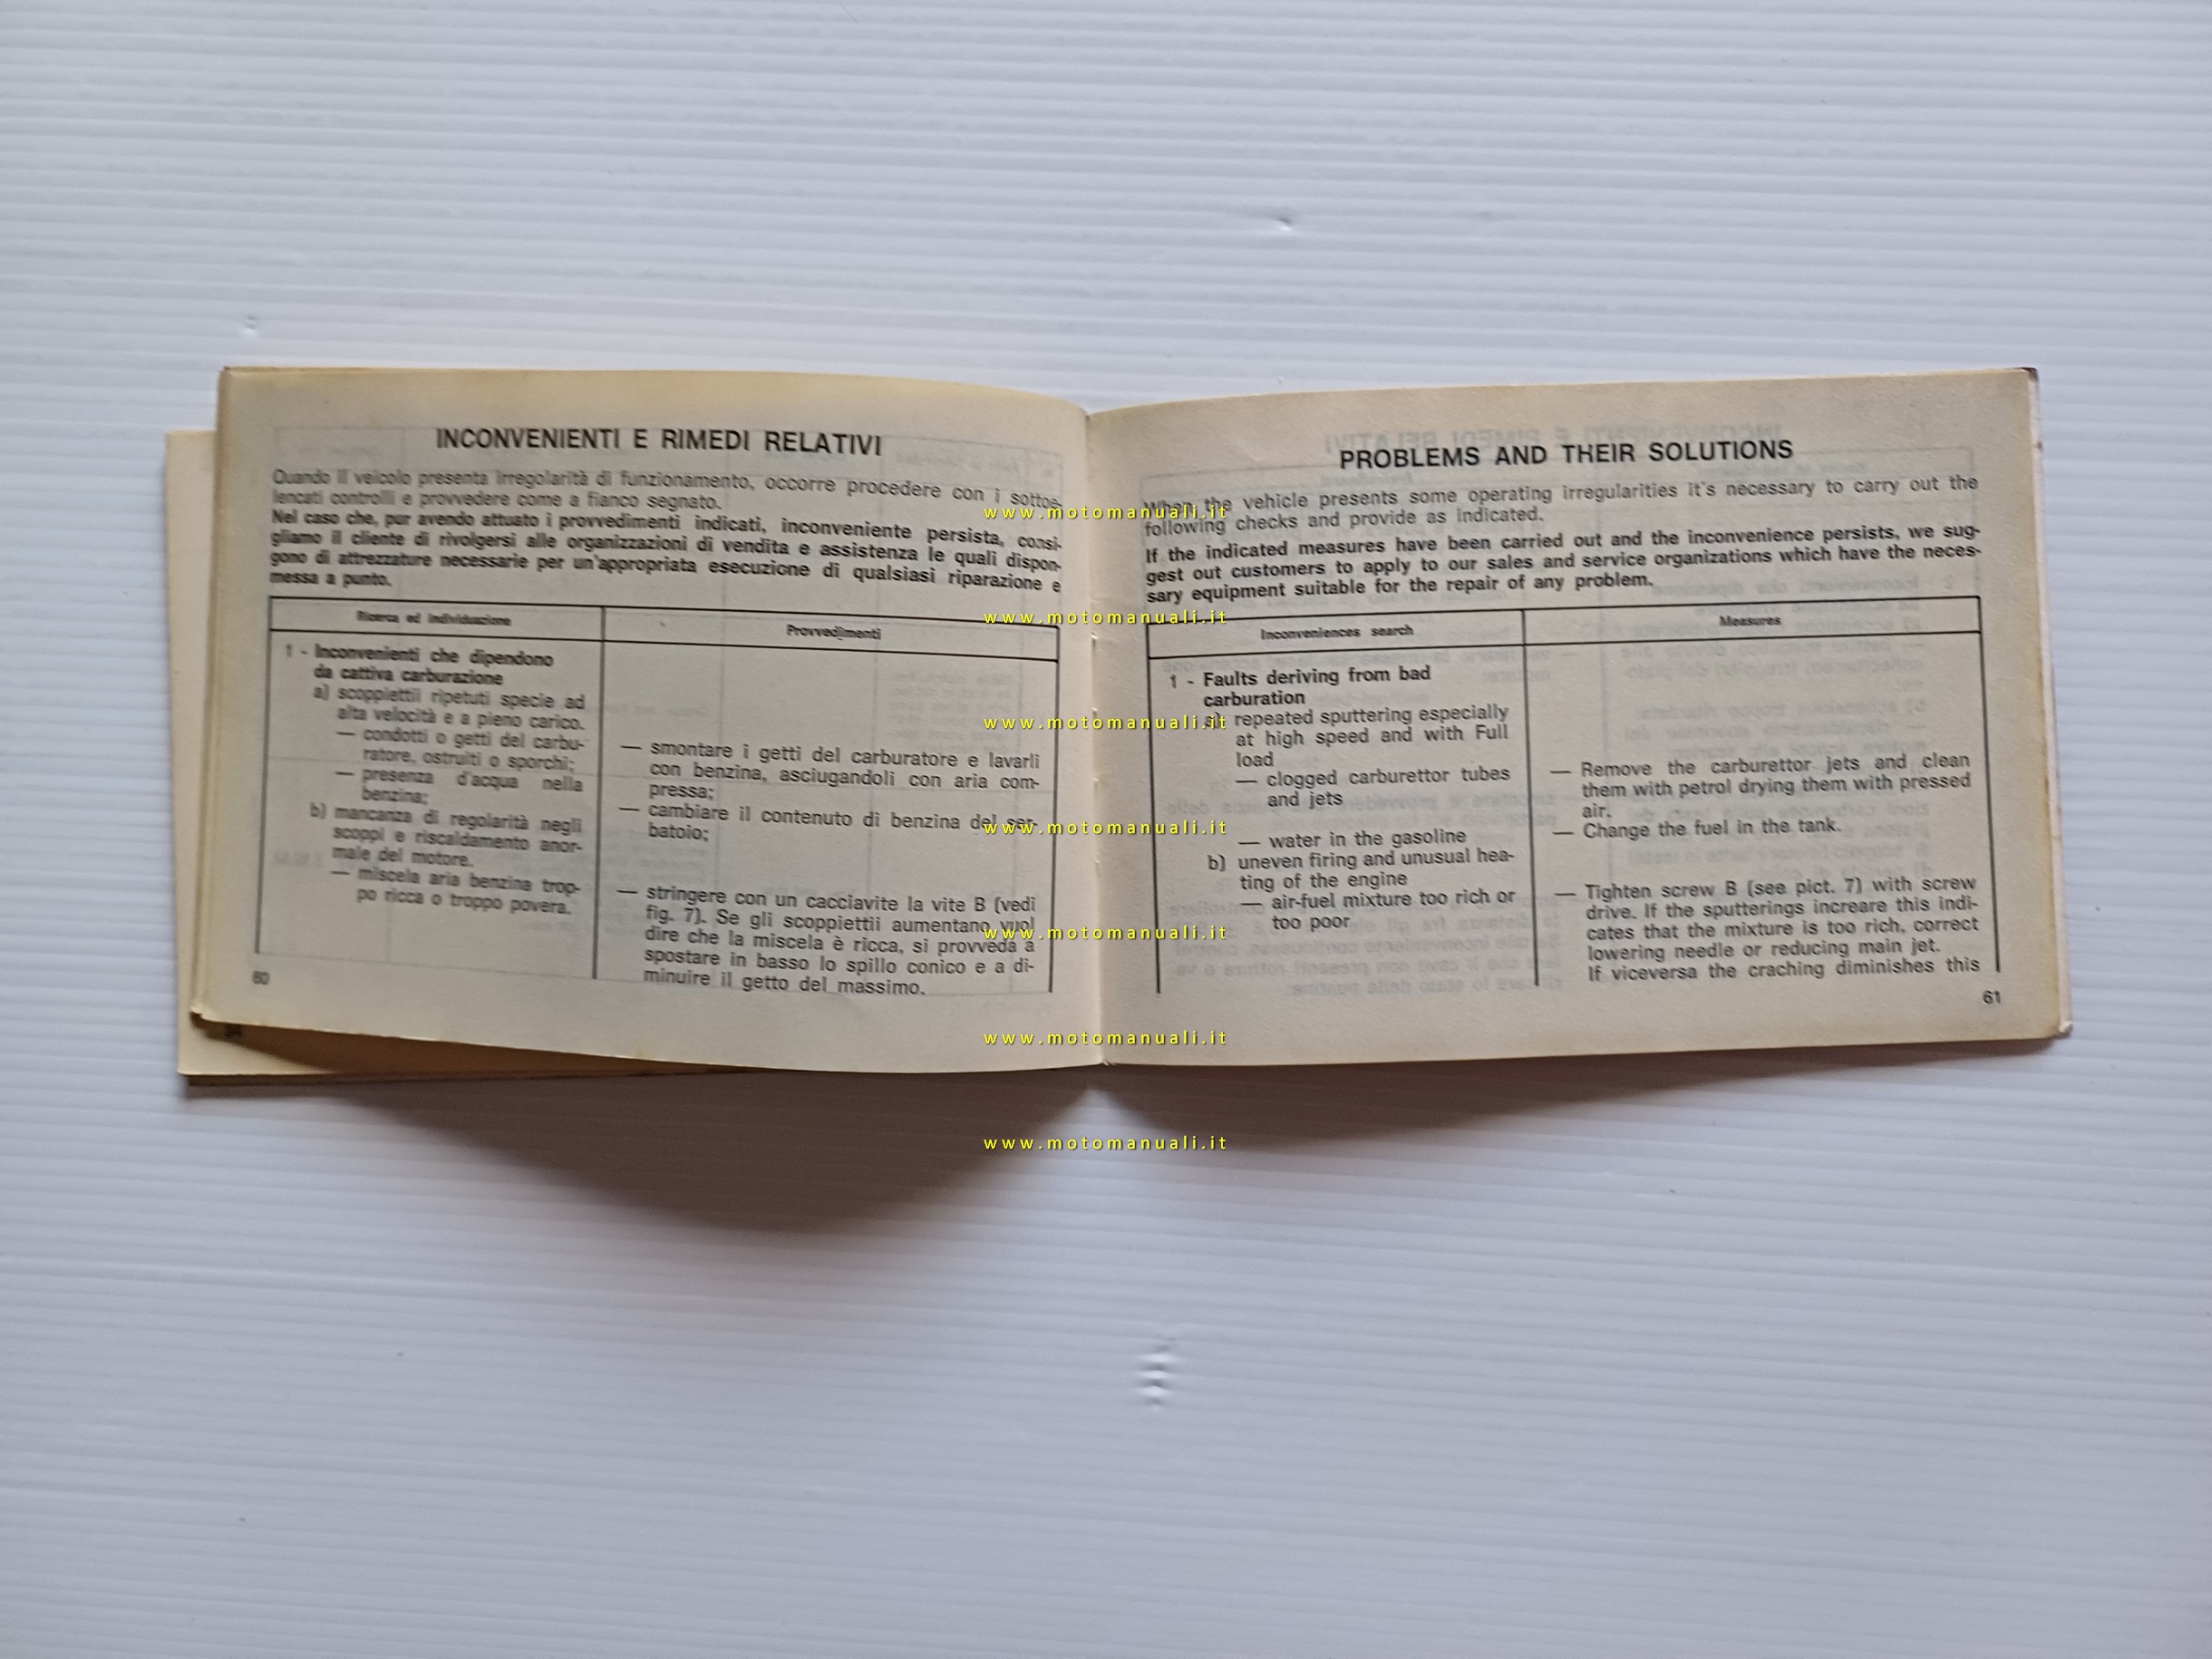 INCONVENIENTI E RIMEDI RELATIVI
Quando il veicolo presenta irregolarità di funzionamento, occorre procedere con i sottoe-
lencati controlli e provvedere come a fianco segnato.
Nel caso che, pur avendo attuato i provvedimenti indicati, inconveniente persista, consi-
gliamo il cliente di rivolgersi alle organizzazioni di vendita e assistenza le quali dispon-
gono di attrezzature necessarie per un'appropriata esecuzione di qualsiasi riparazione e
messa a punto.
Ricerca ed individuazione
Provvedimenti
1 - Inconvenienti che dipendono
da cattiva carburazione
a) scoppiettii ripetuti specie ad
alta velocità e a pieno carico.
— condotti o getti del carbu-
ratore, ostruiti o sporchi;
— presenza d'acqua nella
benzina;
b) mancanza di regolarità negli
scoppi e riscaldamento anor-
male del motore.
— miscela aria benzina trop-
po ricca o troppo povera.
— smontare i getti del carburatore e lavarli
con benzina, asciugandoli con aria com-
pressa;
— cambiare il contenuto di benzina del ser-
batoio;
— stringere con un cacciavite la vite B (vedi
fig. 7). Se gli scoppiettii aumentano vuol
dire che la miscela è ricca, si provveda a
spostare in basso lo spillo conico e a di-
minuire il getto del massimo.
60
PROBLEMS AND THEIR SOLUTIONS
When the vehicle presents some operating irregularities it's necessary to carry out the
following checks and provide as indicated.
If the indicated measures have been carried out and the inconvenience persists, we sug-
gest out customers to apply to our sales and service organizations which have the neces-
sary equipment suitable for the repair of any problem.
Inconveniences search
Measures
1 - Faults deriving from bad
carburation
a) repeated sputtering especially
at high speed and with Full
load
— clogged carburettor tubes
and jets
— water in the gasoline
b) uneven firing and unusual hea-
ting of the engine
— air-fuel mixture too rich or
too poor
— Remove the carburettor jets and clean
them with petrol drying them with pressed
air.
— Change the fuel in the tank.
— Tighten screw B (see pict. 7) with screw
drive. If the sputterings increare this indi-
cates that the mixture is too rich, correct
lowering needle or reducing main jet.
If viceversa the craching diminishes this
61
www.motomanuali.it
www.motomanuali.it
www.motomanuali.it
www.motomanuali.it
www.motomanuali.it
www.motomanuali.it
www.motomanuali.it